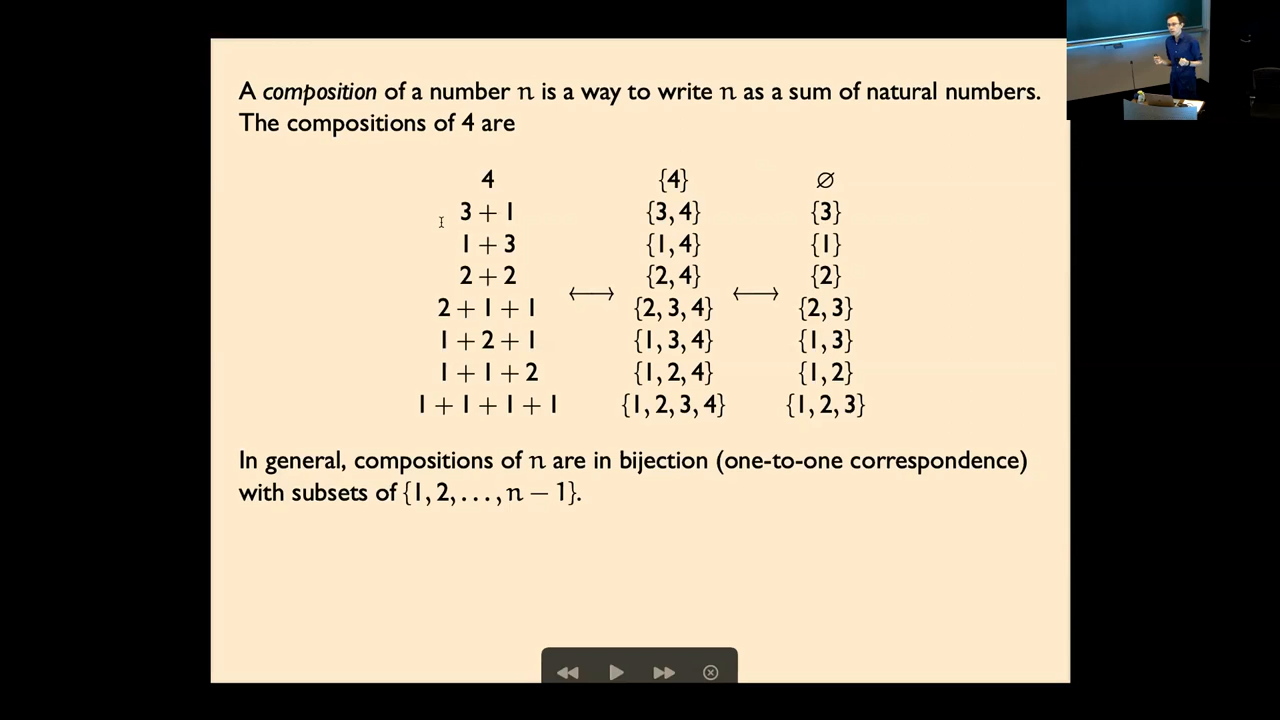 A composition of a number n is a way to write n as a sum of natural numbers.
The compositions of 4 are
4 {4} ∅
3 + 1 {3, 4} {3}
1 + 3 {1, 4} {1}
2 + 2 {2, 4} {2}
⟷ ⟷
2 + 1 + 1 {2, 3, 4} {2, 3}
1 + 2 + 1 {1, 3, 4} {1, 3}
1 + 1 + 2 {1, 2, 4} {1, 2}
1 + 1 + 1 + 1 {1, 2, 3, 4} {1, 2, 3}
In general, compositions of n are in bijection (one-to-one correspondence)
with subsets of {1, 2, . . . , n − 1}.